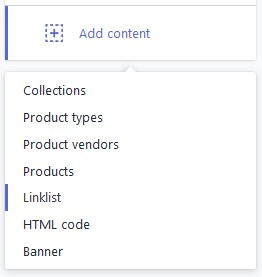 Add content
Collections
Product types
Product vendors
Products
Linklist
HTML code
Banner